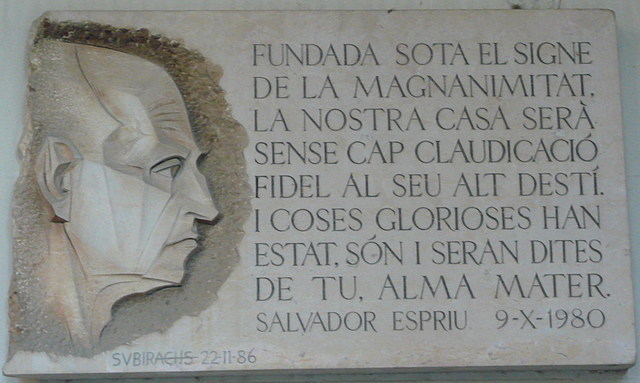 FUNDADA SOTA EL SIGNE
DE LA MAGNANIMITAT,
LA NOSTRA CASA SERÀ
SENSE CAP CLAUDICACIÓ
FIDEL AL SEU ALT DESTÍ.
I COSES GLORIOSES HAN
ESTAT, SÓN I SERAN DITES
DE TU, ALMA MATER.
SALVADOR ESPRIU 9-X-1980
SVBIRACHS 22-11-86